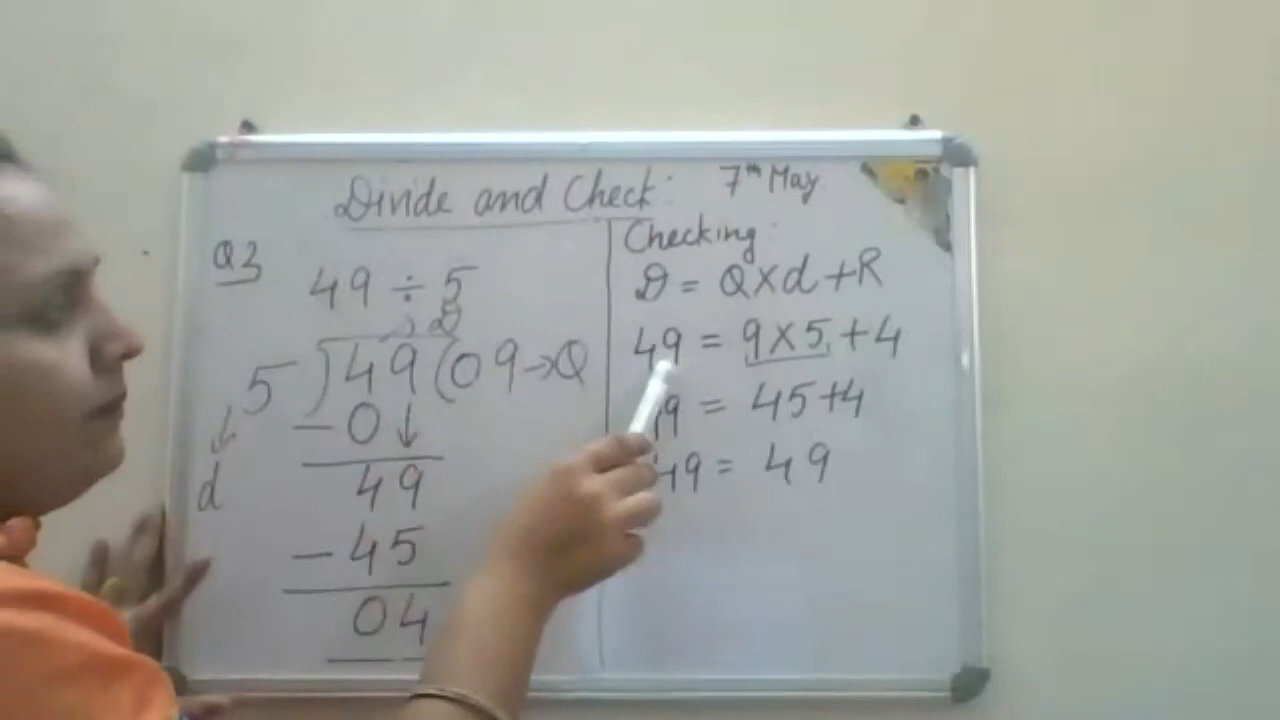 Divide and Check: 7th May
Q2
49 ÷ 5
D
5)49(09→Q
-0↓
d
49
-45
04
Checking:
D = Q×d+R
49 = 9×5+4
49 = 45+4
49 = 49